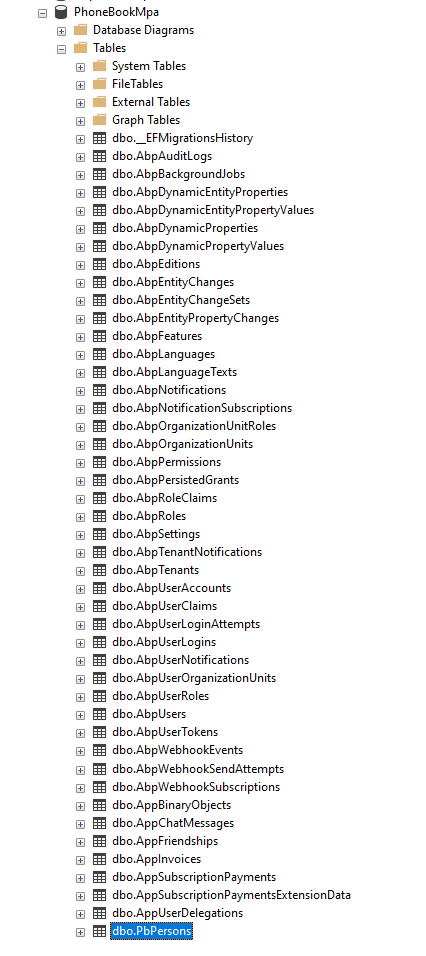 PhoneBookMpa
Database Diagrams
Tables
System Tables
FileTables
External Tables
Graph Tables
dbo.__EFMigrationsHistory
dbo.AbpAuditLogs
dbo.AbpBackgroundJobs
dbo.AbpDynamicEntityProperties
dbo.AbpDynamicEntityPropertyValues
dbo.AbpDynamicProperties
dbo.AbpDynamicPropertyValues
dbo.AbpEditions
dbo.AbpEntityChanges
dbo.AbpEntityChangeSets
dbo.AbpEntityPropertyChanges
dbo.AbpFeatures
dbo.AbpLanguages
dbo.AbpLanguageTexts
dbo.AbpNotifications
dbo.AbpNotificationSubscriptions
dbo.AbpOrganizationUnitRoles
dbo.AbpOrganizationUnits
dbo.AbpPermissions
dbo.AbpPersistedGrants
dbo.AbpRoleClaims
dbo.AbpRoles
dbo.AbpSettings
dbo.AbpTenantNotifications
dbo.AbpTenants
dbo.AbpUserAccounts
dbo.AbpUserClaims
dbo.AbpUserLoginAttempts
dbo.AbpUserLogins
dbo.AbpUserNotifications
dbo.AbpUserOrganizationUnits
dbo.AbpUserRoles
dbo.AbpUsers
dbo.AbpUserTokens
dbo.AbpWebhookEvents
dbo.AbpWebhookSendAttempts
dbo.AbpWebhookSubscriptions
dbo.AppBinaryObjects
dbo.AppChatMessages
dbo.AppFriendships
dbo.AppInvoices
dbo.AppSubscriptionPayments
dbo.AppSubscriptionPaymentsExtensionData
dbo.AppUserDelegations
dbo.PbPersons